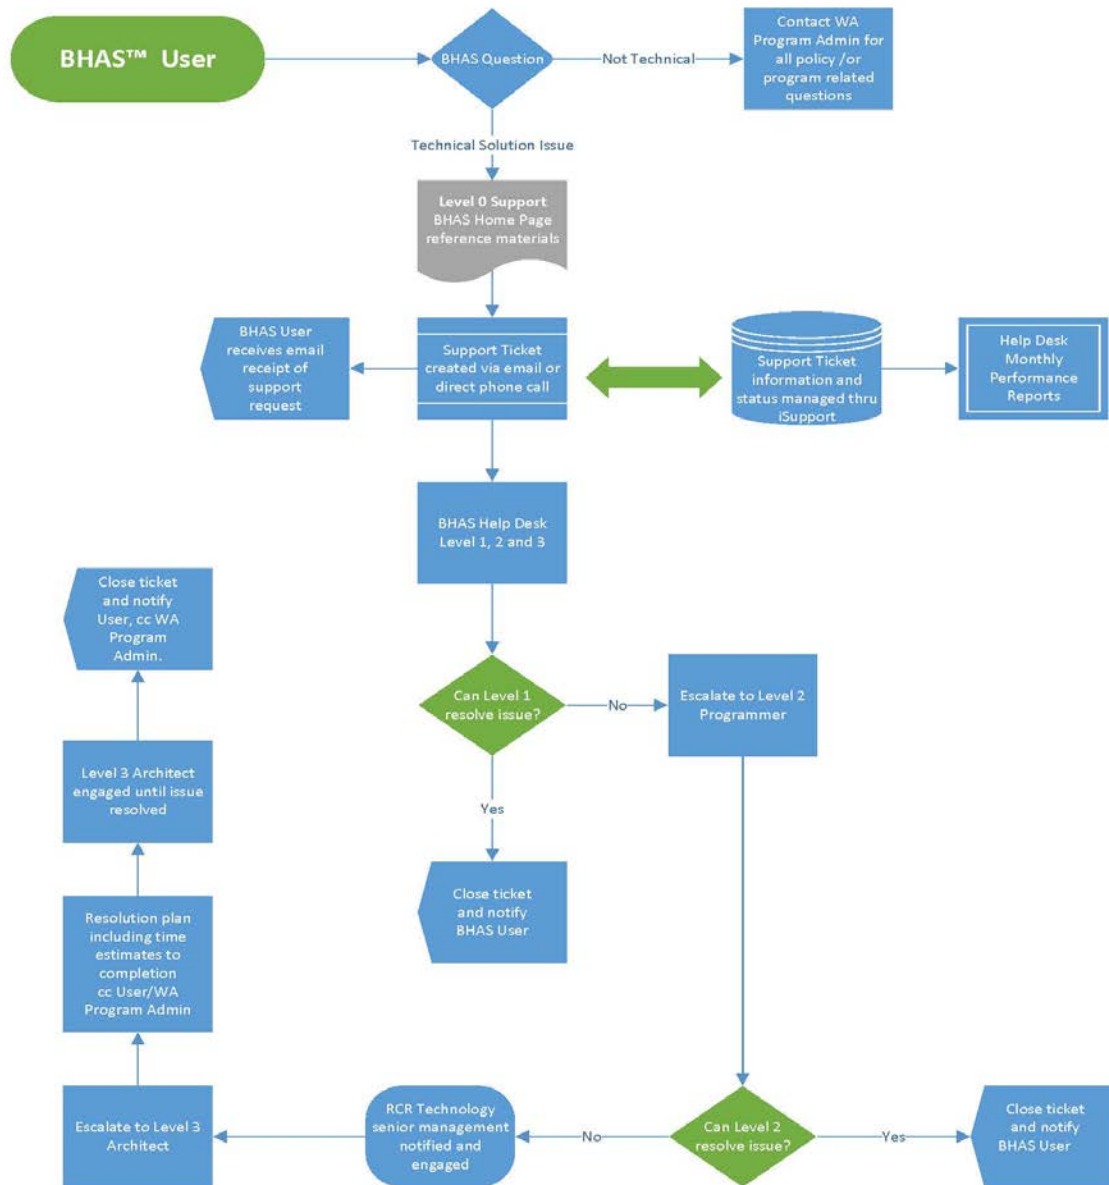 BHAS™ User
BHAS Question
Not Technical
Contact WA
Program Admin for
all policy /or
program related
questions
Technical Solution Issue
Level 0 Support
BHAS Home Page
reference materials
BHAS User
receives email
receipt of
support
request
Support Ticket
created via email or
direct phone call
Support Ticket
information and
status managed thru
iSupport
Help Desk
Monthly
Performance
Reports
BHAS Help Desk
Level 1, 2 and 3
Close ticket
and notify
User, cc WA
Program
Admin.
Can Level 1
resolve issue?
No
Escalate to Level 2
Programmer
Level 3 Architect
engaged until issue
resolved
Yes
Close ticket
and notify
BHAS User
Resolution plan
including time
estimates to
completion
cc User/WA
Program Admin
Escalate to Level 3
Architect
RCR Technology
senior management
notified and
engaged
No
Can Level 2
resolve issue?
Yes
Close ticket
and notify
BHAS User